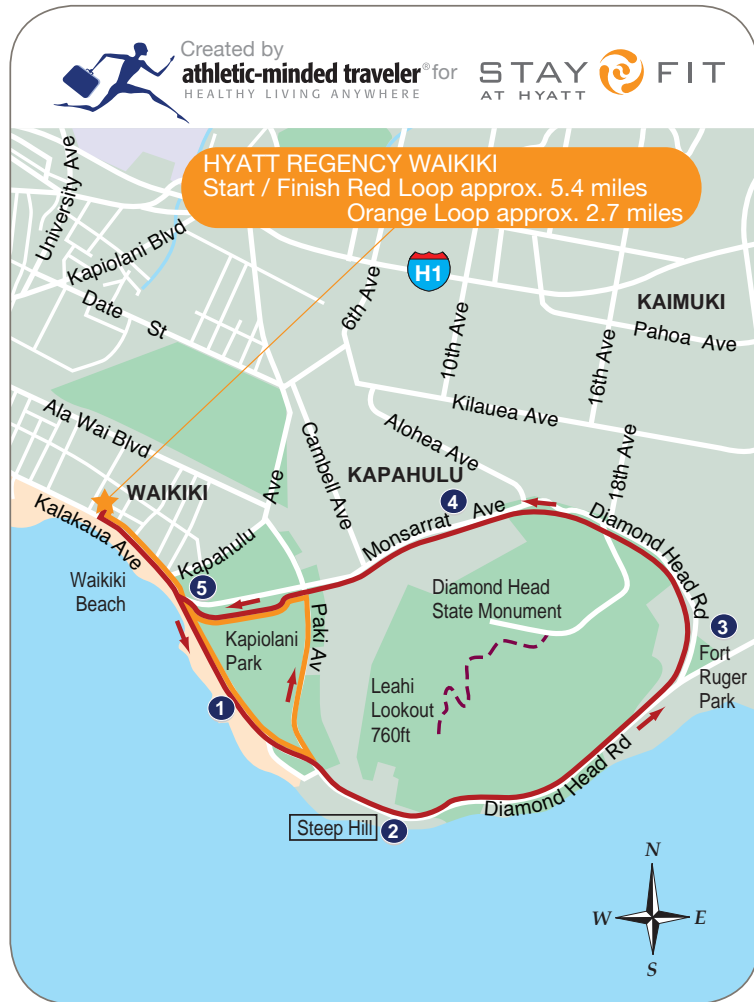 Created by
athletic-minded traveler® for
HEALTHY LIVING ANYWHERE
STAY FIT
AT HYATT
HYATT REGENCY WAIKIKI
Start / Finish Red Loop approx. 5.4 miles
Orange Loop approx. 2.7 miles
University Ave
Kapiolani Blvd
Date St
H1
6th Ave
10th Ave
16th Ave
KAIMUKI
Pahoa Ave
Kilauea Ave
Ala Wai Blvd
Alohea Ave
Cambell Ave
18th Ave
KAPAHULU
WAIKIKI
4
Kalakaua Ave
Kapahulu Ave
Monsarrat Ave
Diamond Head Rd
5
Waikiki
Beach
Diamond Head
State Monument
Paki Av
3
Kapiolani
Park
Fort
Ruger
Park
Leahi
Lookout
760ft
1
Diamond Head Rd
Steep Hill
2
N
W
E
S